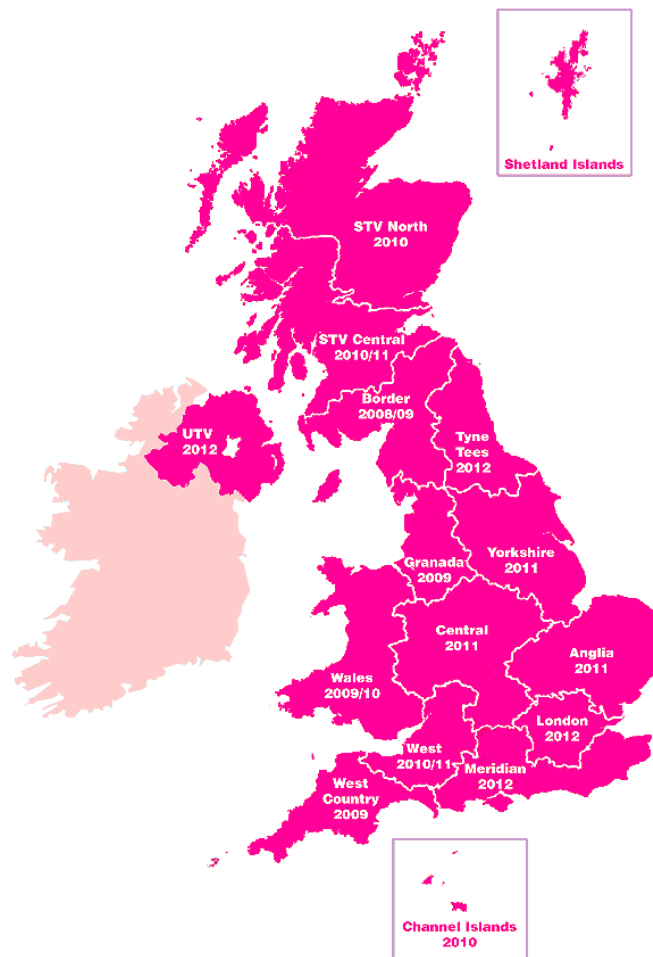 Shetland Islands
STV North
2010
STV Central
2010/11
Border
2008/09
UTV
2012
Tyne
Tees
2012
Granada
2009
Yorkshire
2011
Central
2011
Anglia
2011
Wales
2009/10
London
2012
West
2010/11
Meridian
2012
West
Country
2009
Channel Islands
2010